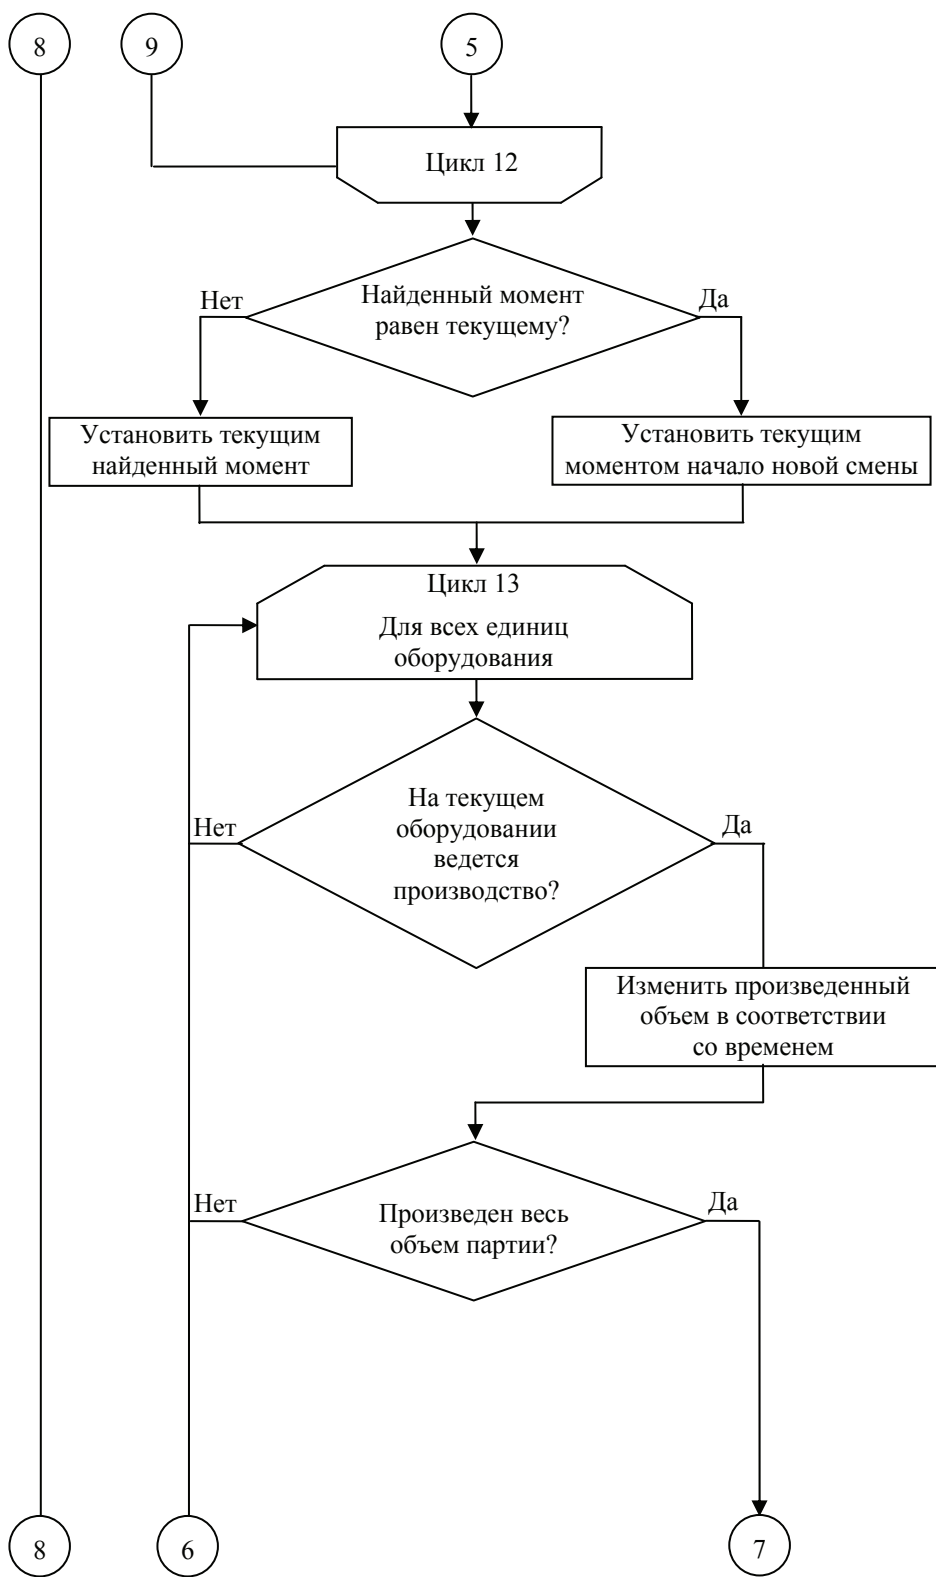 8
9
5
Цикл 12
Найденный момент
равен текущему?
Нет
Да
Установить текущим
найденный момент
Установить текущим
моментом начало новой смены
Цикл 13
Для всех единиц
оборудования
На текущем
оборудовании
ведется
производство?
Нет
Да
Изменить произведенный
объем в соответствии
со временем
Произведен весь
объем партии?
Нет
Да
8
6
7